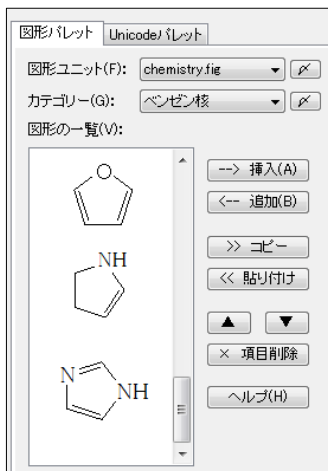 図形パレット Unicodeパレット
図形ユニット(F): chemistry.fig
カテゴリー(G): ベンゼン核
図形の一覧(V):
--> 挿入(A)
<-- 追加(B)
>> コピー
<< 貼り付け
▲ ▼
× 項目削除
ヘルプ(H)
O
NH
N
NH